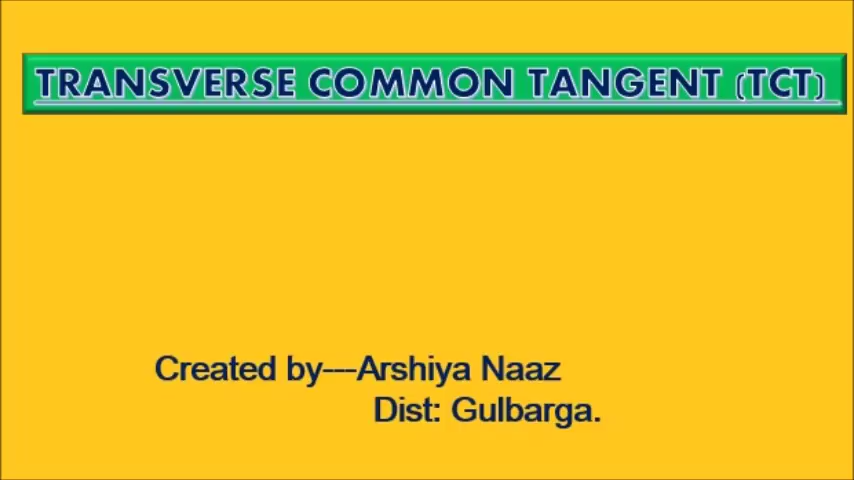 TRANSVERSE COMMON TANGENT (TCT)
Created by---Arshiya Naaz
Dist: Gulbarga.